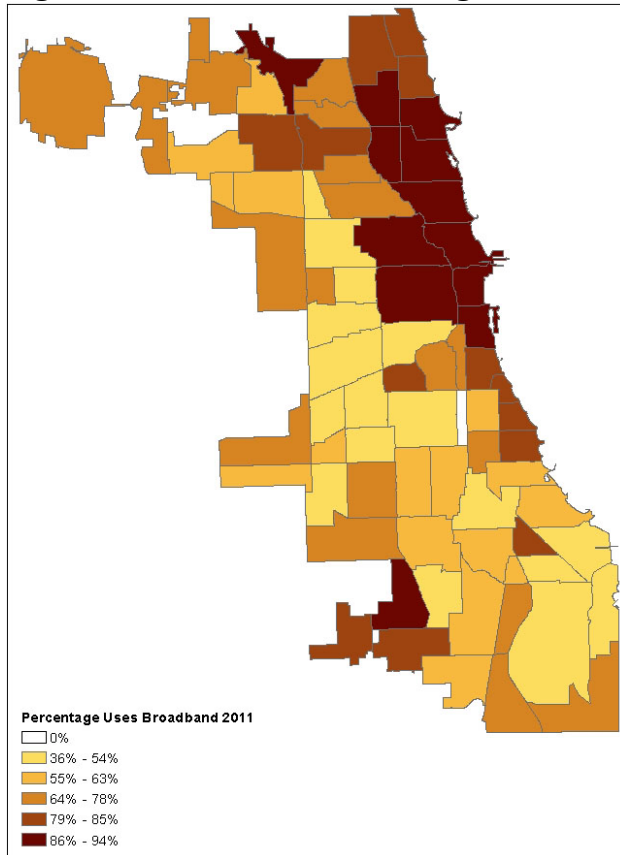 Percentage Uses Broadband 2011
0%
36% - 54%
55% - 63%
64% - 78%
79% - 85%
86% - 94%